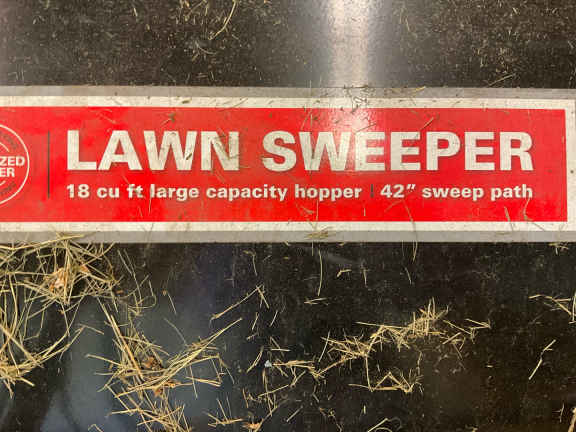 LAWN SWEEPER
18 cu ft large capacity hopper | 42" sweep path